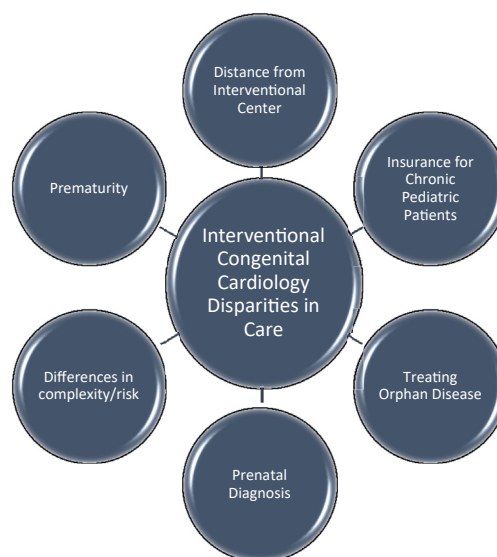 Distance from
Interventional
Center
Insurance for
Chronic
Pediatric
Patients
Prematurity
Interventional
Congenital
Cardiology
Disparities in
Care
Differences in
complexity/risk
Treating
Orphan Disease
Prenatal
Diagnosis